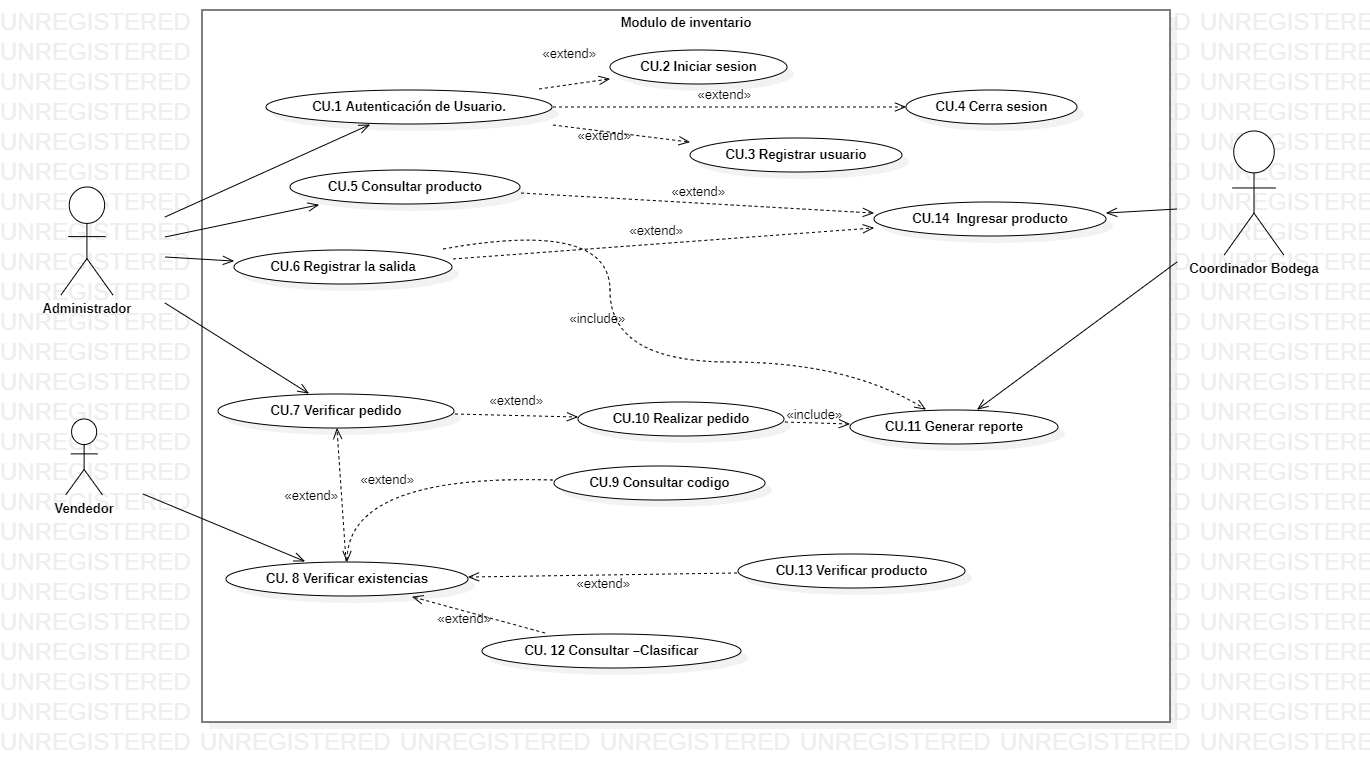 Modulo de inventario
«extend»
CU.2 Iniciar sesion
«extend»
CU.1 Autenticación de Usuario.
CU.4 Cerra sesion
«extend»
CU.3 Registrar usuario
CU.5 Consultar producto
«extend»
CU.14 Ingresar producto
«extend»
CU.6 Registrar la salida
Coordinador Bodega
Administrador
«include»
«extend»
CU.7 Verificar pedido
CU.10 Realizar pedido
«include»
CU.11 Generar reporte
«extend»
CU.9 Consultar codigo
«extend»
Vendedor
CU. 8 Verificar existencias
CU.13 Verificar producto
«extend»
«extend»
CU. 12 Consultar –Clasificar
UNREGISTERED UNREGISTERED UNREGISTERED UNREGISTERED UNREGISTERED UNREGISTERED UNREGISTERED